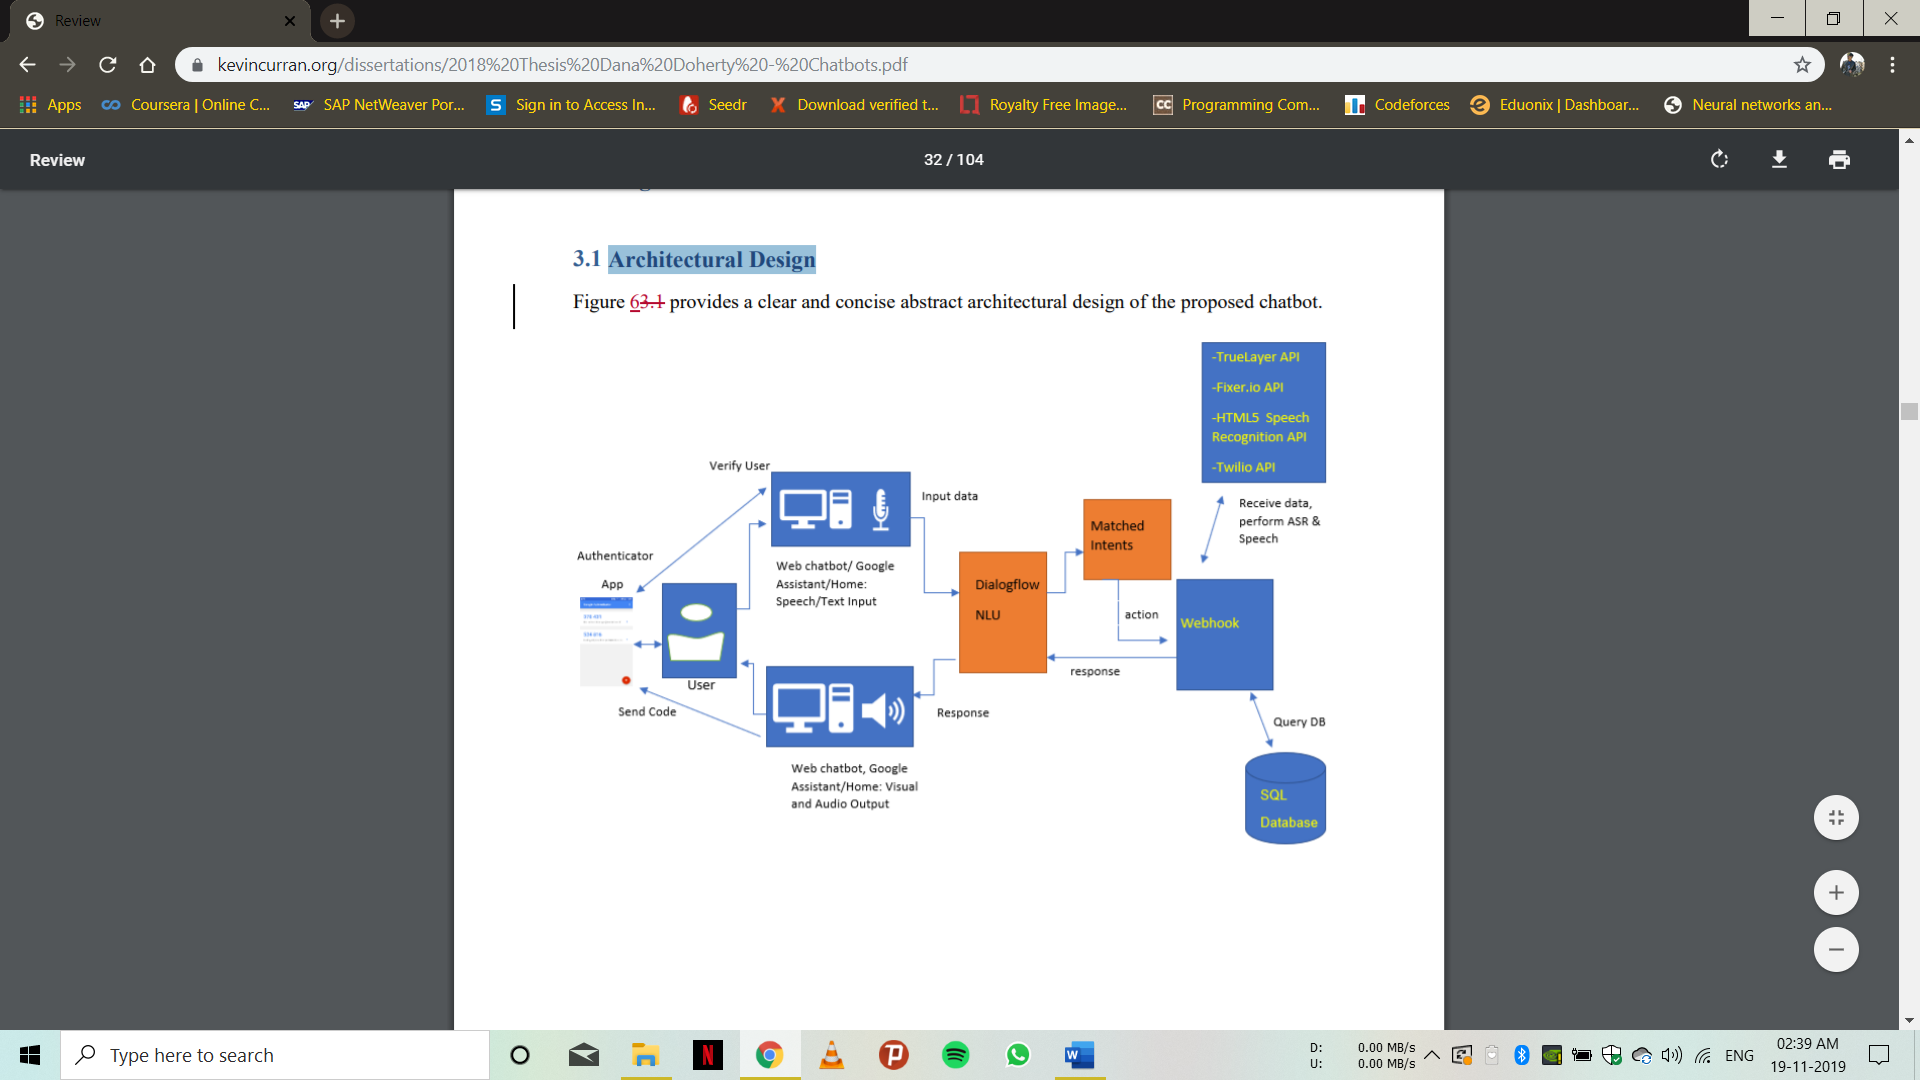 Review
kevincurran.org/dissertations/2018%20Thesis%20Dana%20Doherty%20-%20Chatbots.pdf
Apps
Coursera | Online C...
SAP
SAP NetWeaver Por...
S
Sign in to Access In...
Seedr
X
Download verified t...
Royalty Free Image...
CC
Programming Com...
Codeforces
Eduonix | Dashboar...
Neural networks an...
Review
32 / 104
3.1 Architectural Design
Figure 63.1 provides a clear and concise abstract architectural design of the proposed chatbot.
-TrueLayer API
-Fixer.io API
-HTML5 Speech
Recognition API
-Twilio API
Verify User
Input data
Receive data,
perform ASR &
Speech
Matched
Intents
Authenticator
App
Web chatbot/ Google
Assistant/Home:
Speech/Text Input
Dialogflow
NLU
action
Webhook
response
User
Send Code
Response
Query DB
Web chatbot, Google
Assistant/Home: Visual
and Audio Output
SQL
Database
Type here to search
N
W
D: 0.00 MB/s
U: 0.00 MB/s
ENG
02:39 AM
19-11-2019